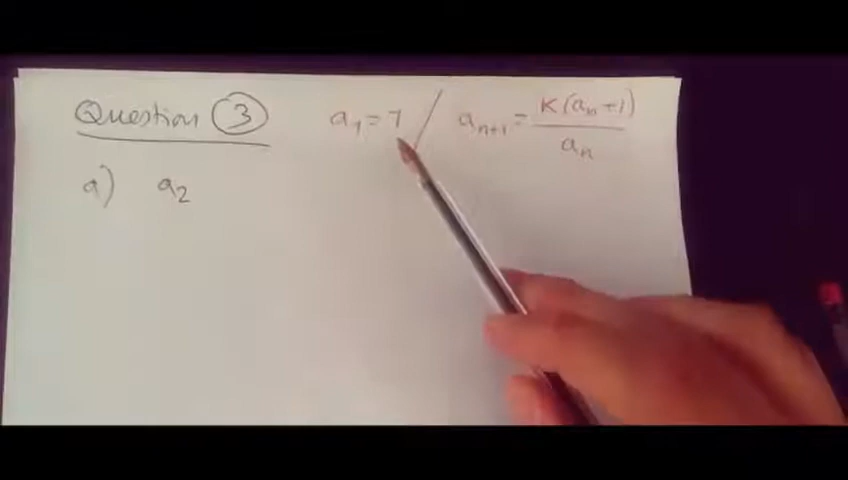 Question 3 a₁ = 7 / aₙ₊₁ = K(aₙ+1)/aₙ
a) a₂